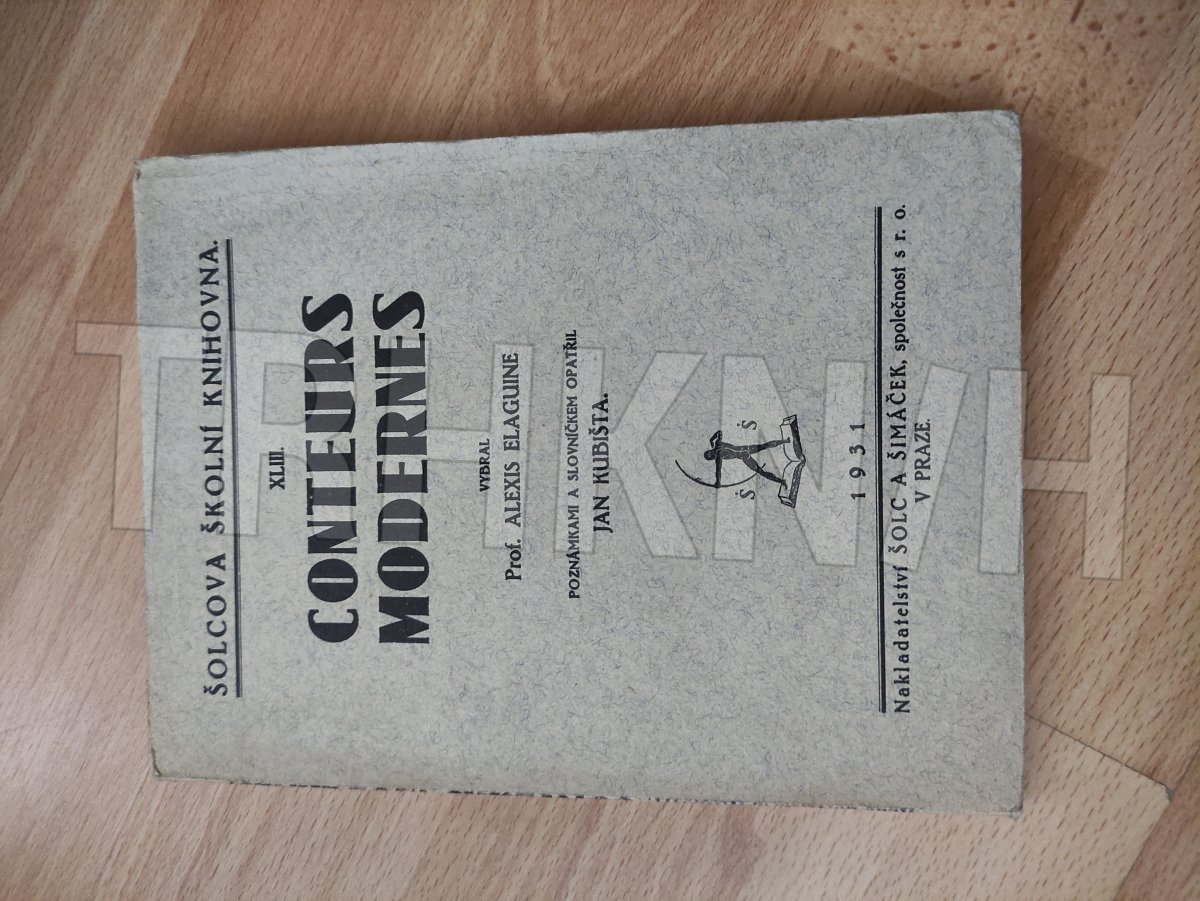 ŠOLCOVA ŠKOLNÍ KNIHOVNA.
XLIII.
CONTEURS
MODERNES
VYBRAL
Prof. ALEXIS ELAGUINE
POZNÁMKAMI A SLOVNÍČKEM OPATŘIL
JAN KUBIŠTA.
Š Š
1931
Nakladatelství ŠOLC A ŠIMÁČEK, společnost s r. o.
V PRAZE.
TRHKNIH